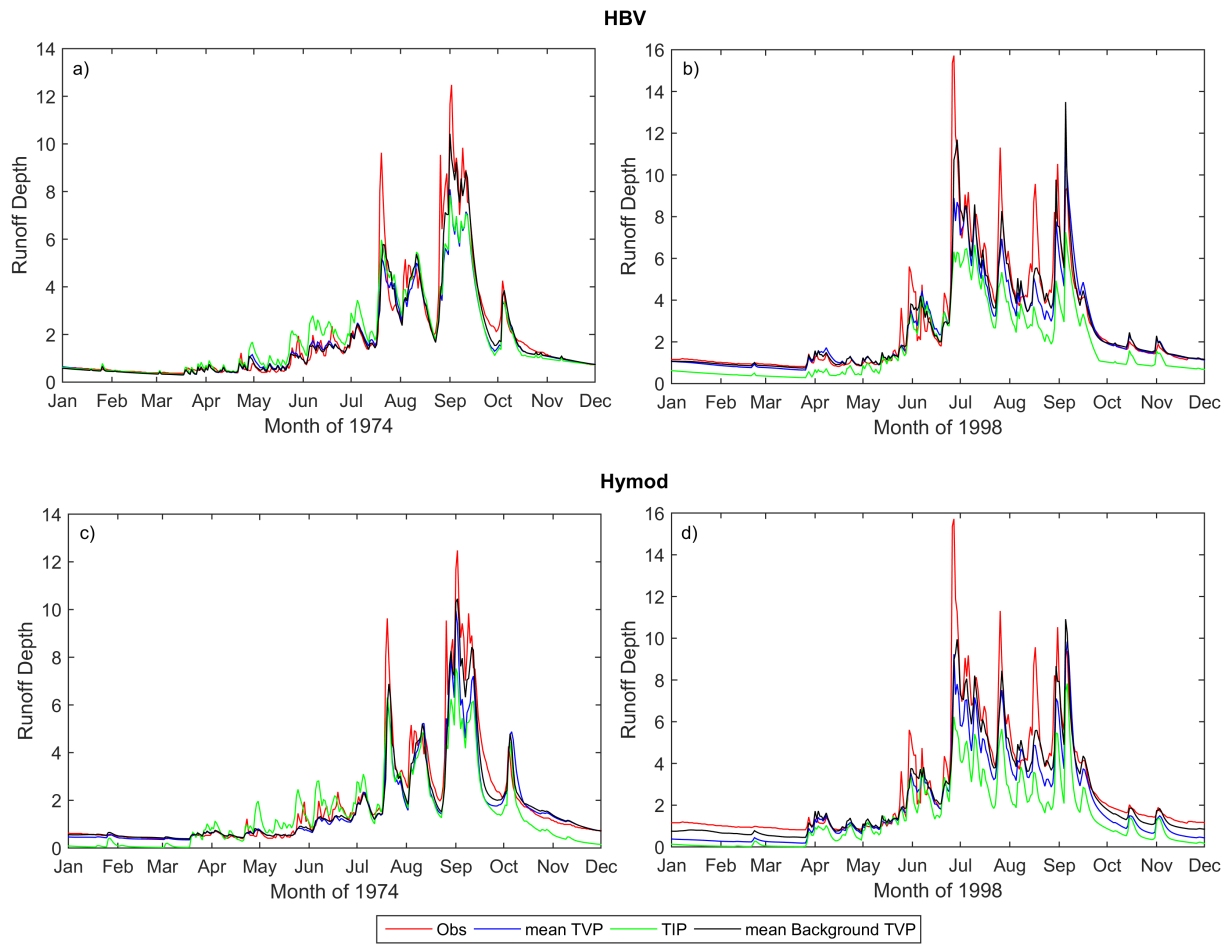 HBV
a)
14
12
10
8
6
4
2
0
Runoff Depth
Jan Feb Mar Apr May Jun Jul Aug Sep Oct Nov Dec
Month of 1974
b)
16
14
12
10
8
6
4
2
0
Runoff Depth
Jan Feb Mar Apr May Jun Jul Aug Sep Oct Nov Dec
Month of 1998
Hymod
c)
14
12
10
8
6
4
2
0
Runoff Depth
Jan Feb Mar Apr May Jun Jul Aug Sep Oct Nov Dec
Month of 1974
d)
16
14
12
10
8
6
4
2
0
Runoff Depth
Jan Feb Mar Apr May Jun Jul Aug Sep Oct Nov Dec
Month of 1998
Obs mean TVP TIP mean Background TVP